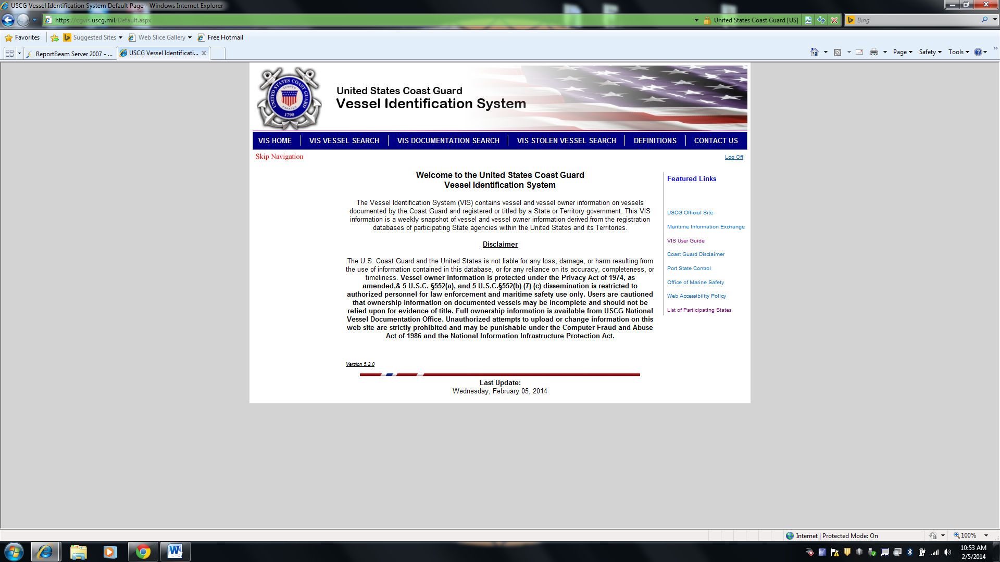 USCG Vessel Identification System Default Page - Windows Internet Explorer
https://cgvis.uscg.mil/Default.aspx
United States Coast Guard [US]
Bing
Favorites
Suggested Sites
Web Slice Gallery
Free Hotmail
ReportBeam Server 2007 - ...
USCG Vessel Identificati...
Page
Safety
Tools
UNITED STATES COAST GUARD
SEMPER
PARATUS
1790
United States Coast Guard
Vessel Identification System
VIS HOME
VIS VESSEL SEARCH
VIS DOCUMENTATION SEARCH
VIS STOLEN VESSEL SEARCH
DEFINITIONS
CONTACT US
Skip Navigation
Log Off
Welcome to the United States Coast Guard
Vessel Identification System
The Vessel Identification System (VIS) contains vessel and vessel owner information on vessels
documented by the Coast Guard and registered or titled by a State or Territory government. This VIS
information is a weekly snapshot of vessel and vessel owner information derived from the registration
databases of participating State agencies within the United States and its Territories.
Disclaimer
The U.S. Coast Guard and the United States is not liable for any loss, damage, or harm resulting from
the use of information contained in this database, or for any reliance on its accuracy, completeness, or
timeliness. Vessel owner information is protected under the Privacy Act of 1974, as
amended,& 5 U.S.C. §552(a), and 5 U.S.C.§552(b) (7) (c) dissemination is restricted to
authorized personnel for law enforcement and maritime safety use only. Users are cautioned
that ownership information on documented vessels may be incomplete and should not be
relied upon for evidence of title. Full ownership information is available from USCG National
Vessel Documentation Office. Unauthorized attempts to upload or change information on this
web site are strictly prohibited and may be punishable under the Computer Fraud and Abuse
Act of 1986 and the National Information Infrastructure Protection Act.
Version 5.2.0
Last Update:
Wednesday, February 05, 2014
Featured Links
USCG Official Site
Maritime Information Exchange
VIS User Guide
Coast Guard Disclaimer
Port State Control
Office of Marine Safety
Web Accessibility Policy
List of Participating States
Internet | Protected Mode: On
100%
10:53 AM
2/5/2014